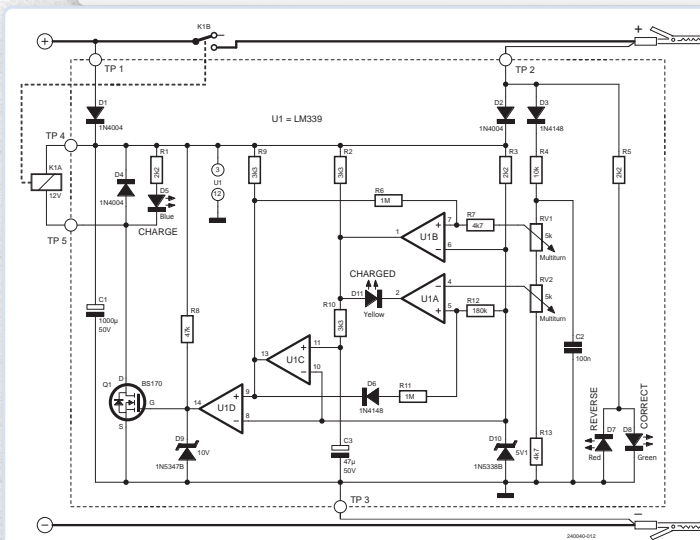 K1B
+
+
TP 1
TP 2
D1
1N4004
U1 = LM339
D2
1N4004
D3
1N4148
TP 4
K1A
12V
TP 5
D4
1N4004
R1
2k2
D5
Blue
CHARGE
3
U1
12
R9
3k3
R2
3k3
R3
2k2
R4
10k
R5
2k2
R6
1M
R7
4k7
RV1
5k
Multiturn
1
U1B
7
+
6
−
CHARGED
D11
Yellow
2
U1A
4
−
5
+
RV2
5k
Multiturn
R12
180k
C1
1000µ
50V
R8
47k
R10
3k3
13
U1C
11
+
10
−
C2
100n
D6
1N4148
R11
1M
Q1
D
BS170
G
S
14
U1D
9
+
8
−
REVERSE
CORRECT
D7
Red
D8
Green
D9
10V
1N5347B
C3
47µ
50V
D10
5V1
1N5338B
R13
4k7
TP 3
−
−
240040-012